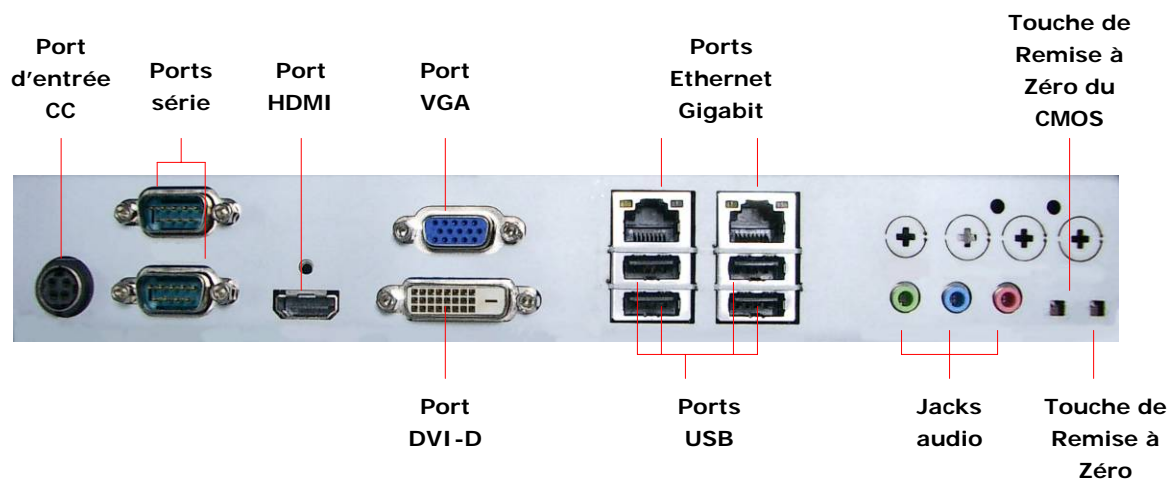 Port
d'entrée
CC
Ports
série
Port
HDMI
Port
VGA
Ports
Ethernet
Gigabit
Touche de
Remise à
Zéro du
CMOS
Port
DVI-D
Ports
USB
Jacks
audio
Touche de
Remise à
Zéro